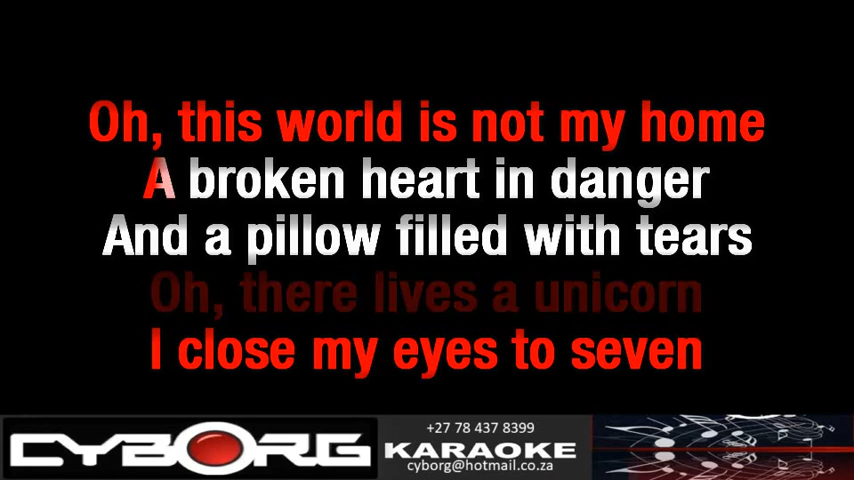 Oh, this world is not my home
A broken heart in danger
And a pillow filled with tears
Oh, there lives a unicorn
I close my eyes to seven
CYBORG
+27 78 437 8399
KARAOKE
cyborg@hotmail.co.za